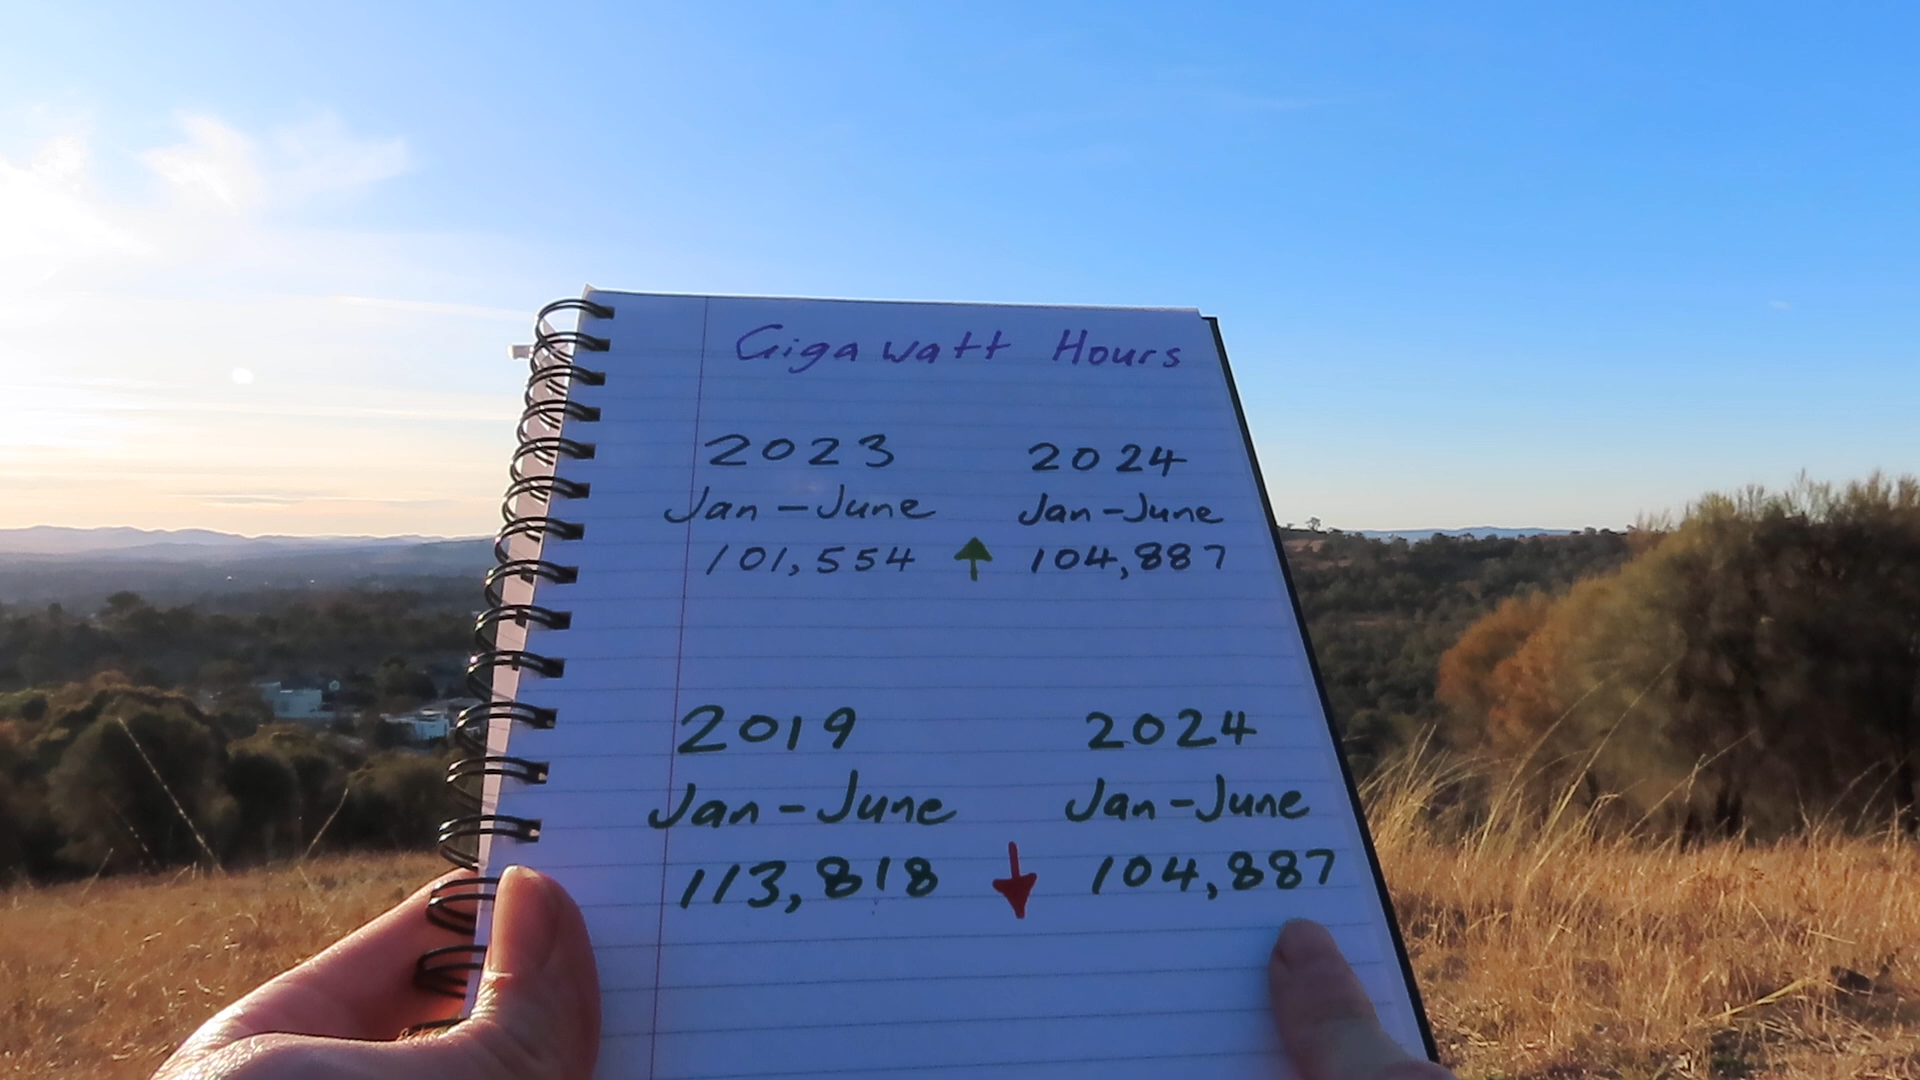 Gigawatt Hours
2023 2024
Jan-June Jan-June
101,554 ↑ 104,887
2019 2024
Jan-June Jan-June
113,818 ↓ 104,887